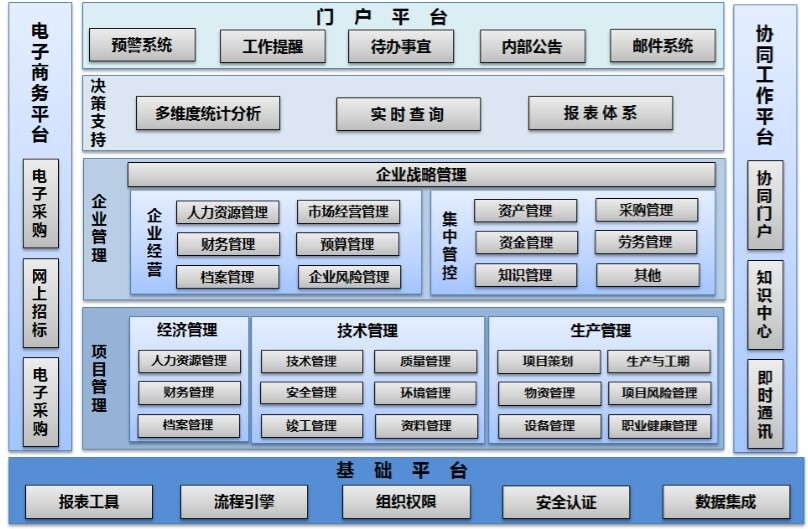 电子商务平台
电子采购
网上招标
电子采购
门 户 平 台
预警系统
工作提醒
待办事宜
内部公告
邮件系统
决策支持
多维度统计分析
实 时 查 询
报 表 体 系
企业管理
企业战略管理
企业经营
人力资源管理
市场经营管理
财务管理
预算管理
档案管理
企业风险管理
集中管控
资产管理
采购管理
资金管理
劳务管理
知识管理
其他
项目管理
经济管理
人力资源管理
财务管理
档案管理
技术管理
技术管理
质量管理
安全管理
环境管理
竣工管理
资料管理
生产管理
项目策划
生产与工期
物资管理
项目风险管理
设备管理
职业健康管理
协同工作平台
协同门户
知识中心
即时通讯
基 础 平 台
报表工具
流程引擎
组织权限
安全认证
数据集成